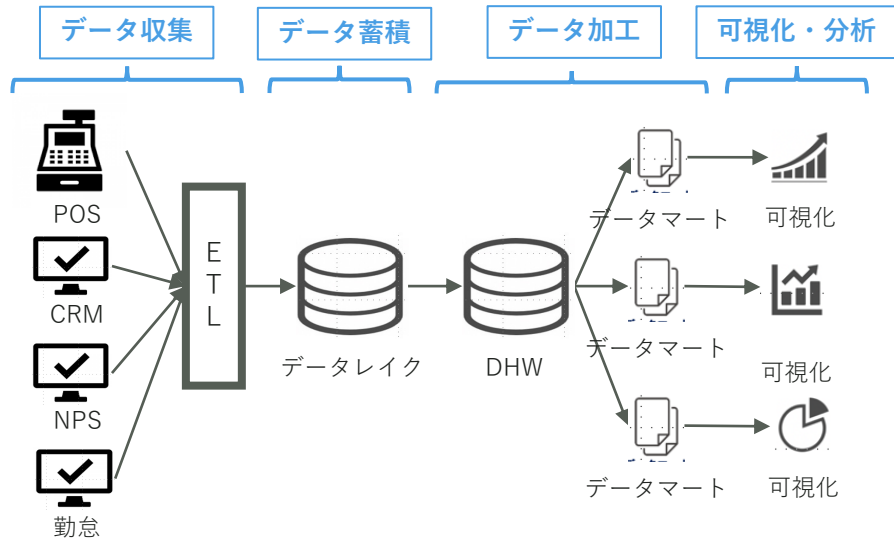 データ収集
データ蓄積
データ加工
可視化・分析
POS
CRM
NPS
勤怠
ETL
データレイク
DHW
データマート
可視化
データマート
可視化
データマート
可視化